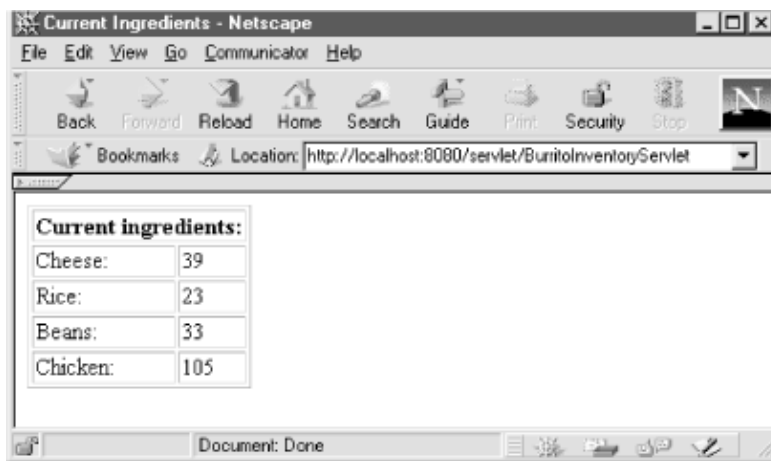 Current Ingredients - Netscape
File Edit View Go Communicator Help
Back Forward Reload Home Search Guide Print Security Stop
N
Bookmarks Location: http://localhost:8080/servlet/BurritoInventoryServlet
Current ingredients:
Cheese: 39
Rice: 23
Beans: 33
Chicken: 105
Document: Done